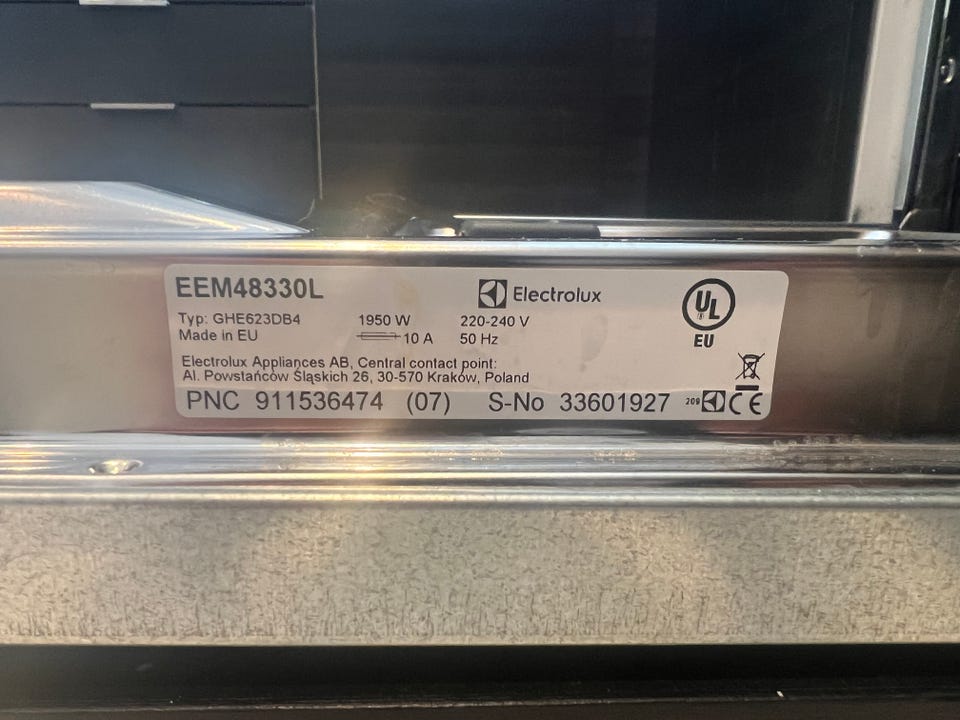 EEM48330L
Electrolux
UL
EU
Typ: GHE623DB4 1950 W 220-240 V
Made in EU 10 A 50 Hz
Electrolux Appliances AB, Central contact point:
Al. Powstańców Śląskich 26, 30-570 Kraków, Poland
PNC 911536474 (07) S-No 33601927 209 CE